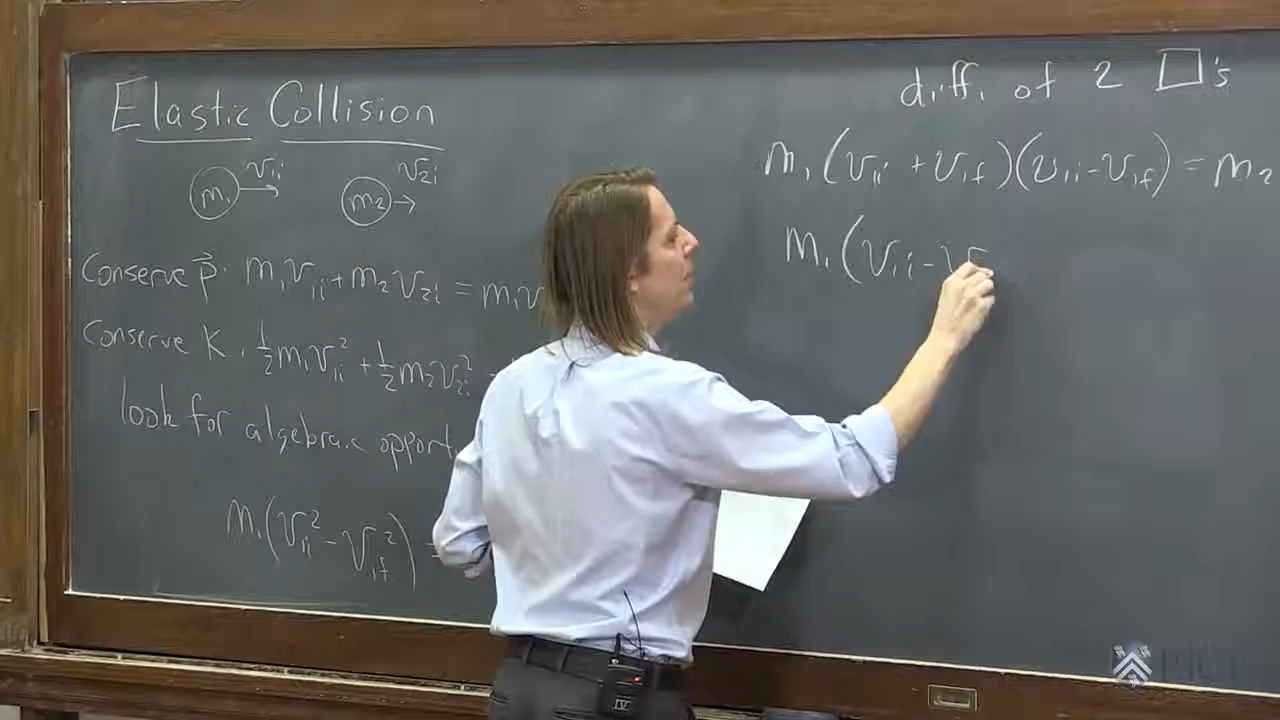 Elastic Collision
m₁ v₁ᵢ m₂ v₂ᵢ
Conserve p⃗. m₁v₁ᵢ + m₂v₂ᵢ = m₁v
Conserve K. ½m₁v₁ᵢ² + ½m₂v₂ᵢ²
look for algebraic opport
m₁(v₁ᵢ² - v₁f²) =
diff. of 2 □'s
m₁(v₁ᵢ + v₁f)(v₁ᵢ - v₁f) = m₂
m₁(v₁ᵢ - v
IV